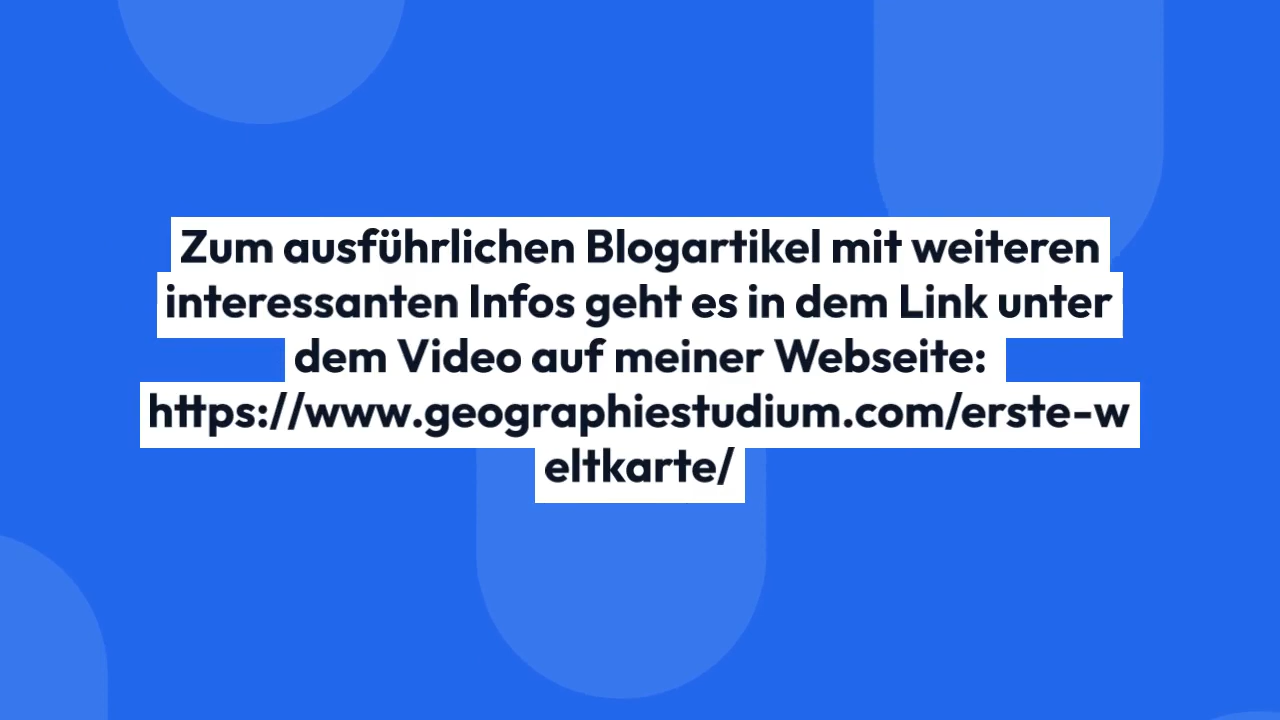 Zum ausführlichen Blogartikel mit weiteren
interessanten Infos geht es in dem Link unter
dem Video auf meiner Webseite:
https://www.geographiestudium.com/erste-w
eltkarte/